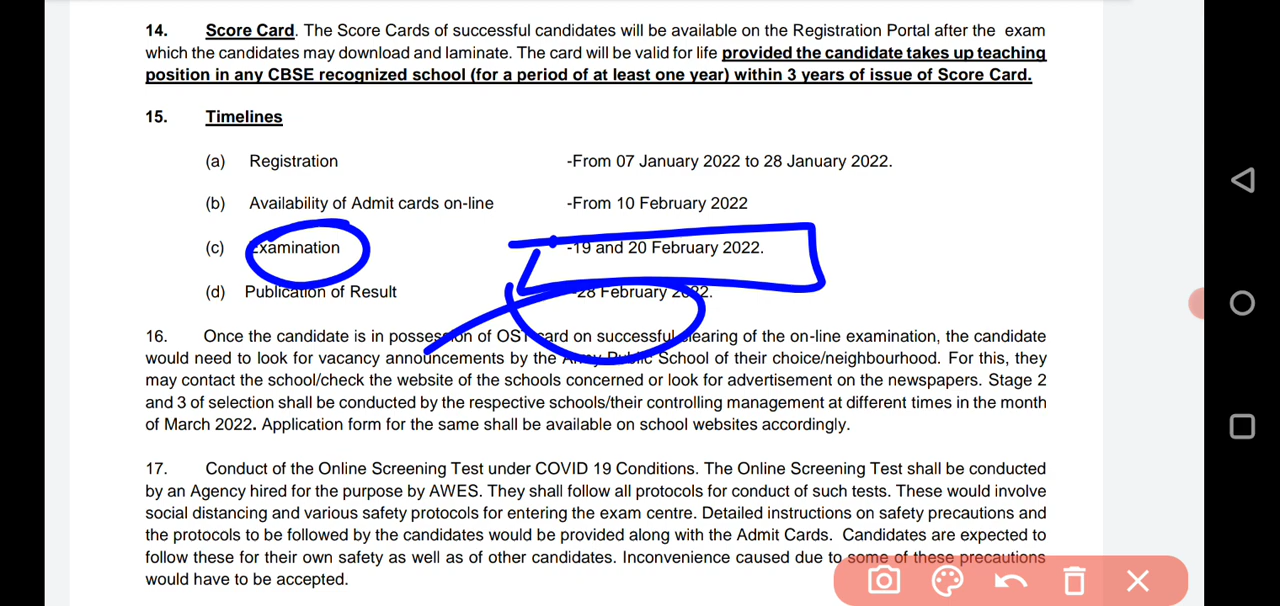 14. Score Card. The Score Cards of successful candidates will be available on the Registration Portal after the exam
which the candidates may download and laminate. The card will be valid for life provided the candidate takes up teaching
position in any CBSE recognized school (for a period of at least one year) within 3 years of issue of Score Card.
15. Timelines
(a) Registration -From 07 January 2022 to 28 January 2022.
(b) Availability of Admit cards on-line -From 10 February 2022
(c) Examination -19 and 20 February 2022.
(d) Publication of Result -28 February 2022.
16. Once the candidate is in possession of OST card on successful clearing of the on-line examination, the candidate
would need to look for vacancy announcements by the Army Public School of their choice/neighbourhood. For this, they
may contact the school/check the website of the schools concerned or look for advertisement on the newspapers. Stage 2
and 3 of selection shall be conducted by the respective schools/their controlling management at different times in the month
of March 2022. Application form for the same shall be available on school websites accordingly.
17. Conduct of the Online Screening Test under COVID 19 Conditions. The Online Screening Test shall be conducted
by an Agency hired for the purpose by AWES. They shall follow all protocols for conduct of such tests. These would involve
social distancing and various safety protocols for entering the exam centre. Detailed instructions on safety precautions and
the protocols to be followed by the candidates would be provided along with the Admit Cards. Candidates are expected to
follow these for their own safety as well as of other candidates. Inconvenience caused due to some of these precautions
would have to be accepted.